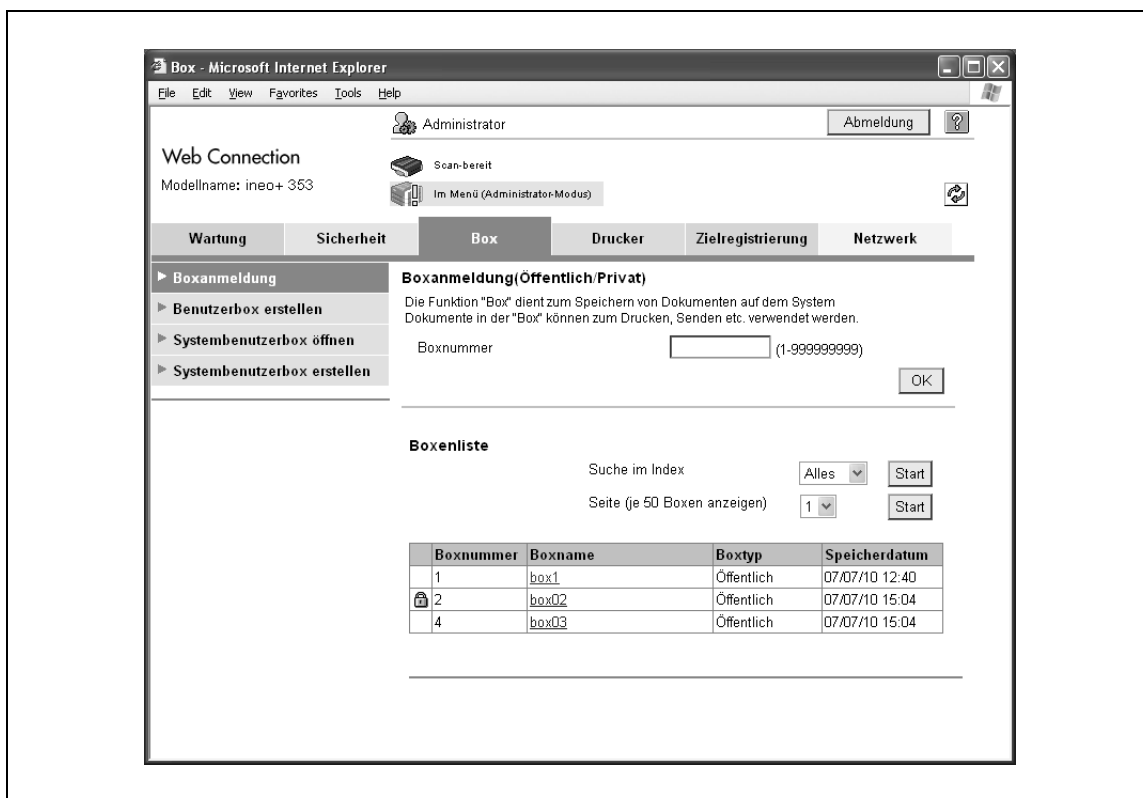 Box - Microsoft Internet Explorer
File Edit View Favorites Tools Help
Administrator
Abmeldung
?
Web Connection
Scan-bereit
Modellname: ineo+ 353
Im Menü (Administrator-Modus)
Wartung Sicherheit Box Drucker Zielregistrierung Netzwerk
Boxanmeldung
Benutzerbox erstellen
Systembenutzerbox öffnen
Systembenutzerbox erstellen
Boxanmeldung(Öffentlich/Privat)
Die Funktion "Box" dient zum Speichern von Dokumenten auf dem System
Dokumente in der "Box" können zum Drucken, Senden etc. verwendet werden.
Boxnummer (1-999999999)
OK
Boxenliste
Suche im Index Alles Start
Seite (je 50 Boxen anzeigen) 1 Start
Boxnummer Boxname Boxtyp Speicherdatum
1 box1 Öffentlich 07/07/10 12:40
2 box02 Öffentlich 07/07/10 15:04
4 box03 Öffentlich 07/07/10 15:04